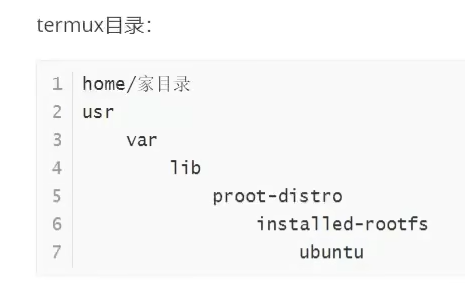 termux目录：
1 home/家目录
2 usr
3     var
4         lib
5             proot-distro
6                 installed-rootfs
7                     ubuntu